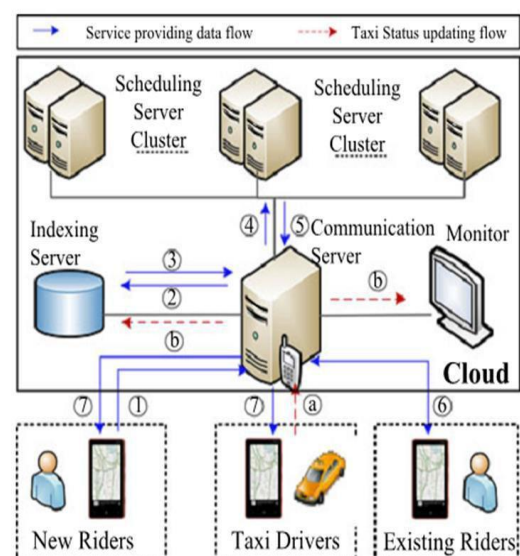 Service providing data flow
Taxi Status updating flow
Scheduling
Server
Cluster
Scheduling
Server
Cluster
④
⑤
Communication
Server
Indexing
Server
Monitor
③
②
ⓑ
ⓑ
Cloud
⑦
①
⑦
ⓐ
⑥
New Riders
Taxi Drivers
Existing Riders